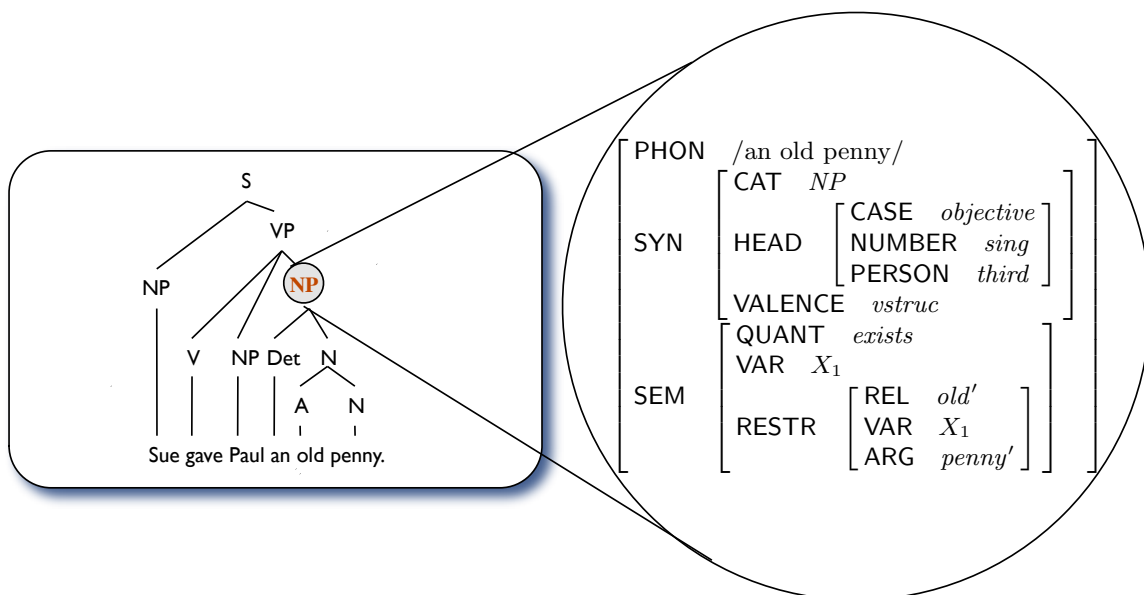 S
VP
NP
NP
V NP Det N
A N
Sue gave Paul an old penny.
PHON /an old penny/
CAT NP
CASE objective
SYN HEAD NUMBER sing
PERSON third
VALENCE vstruc
QUANT exists
VAR X₁
REL old′
SEM RESTR VAR X₁
ARG penny′